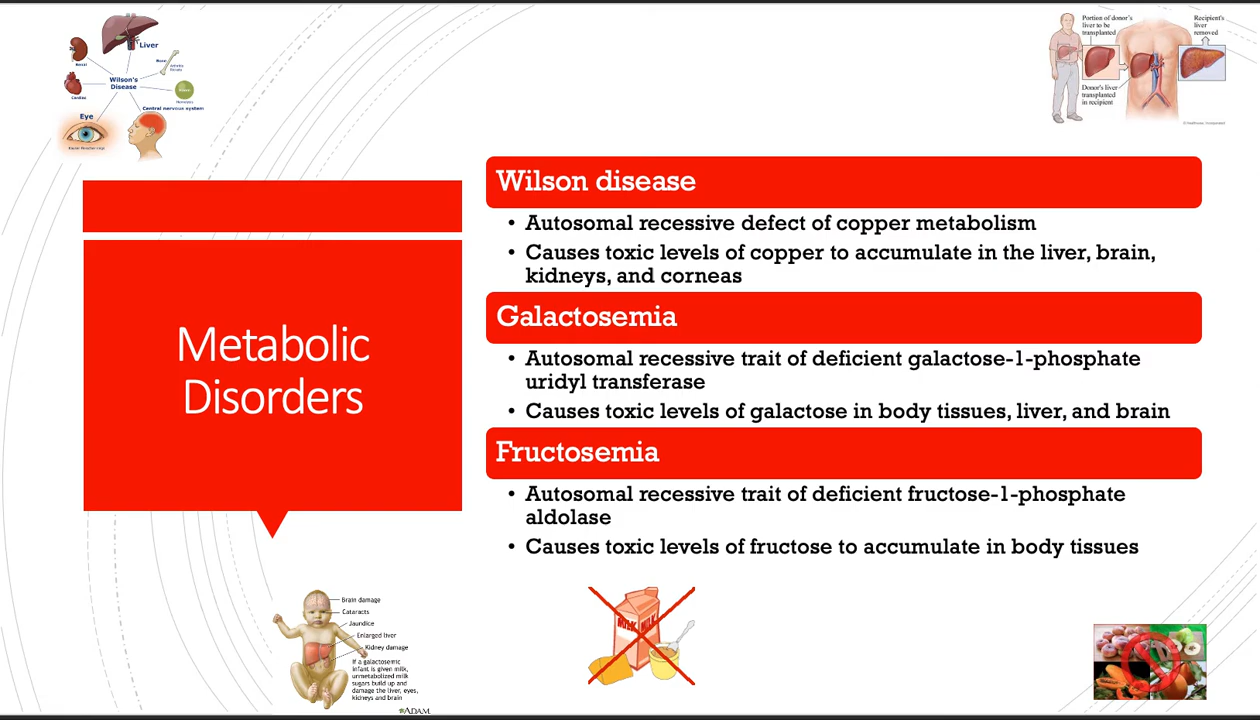 Liver
Renal
Bone
Cardiac
Wilson's
Disease
Central nervous system
Eye
Portion of donor's
liver to be
transplanted
Recipient's
liver
removed
Donor's liver
transplanted
in recipient
Metabolic
Disorders
Wilson disease
• Autosomal recessive defect of copper metabolism
• Causes toxic levels of copper to accumulate in the liver, brain,
kidneys, and corneas
Galactosemia
• Autosomal recessive trait of deficient galactose-1-phosphate
uridyl transferase
• Causes toxic levels of galactose in body tissues, liver, and brain
Fructosemia
• Autosomal recessive trait of deficient fructose-1-phosphate
aldolase
• Causes toxic levels of fructose to accumulate in body tissues
Brain damage
Cataracts
Jaundice
Enlarged liver
Kidney damage
If a galactosemic
infant is given milk,
unmetabolized milk
sugars build up and
damage the liver, eyes,
kidneys and brain
ADAM.
MILK MILK